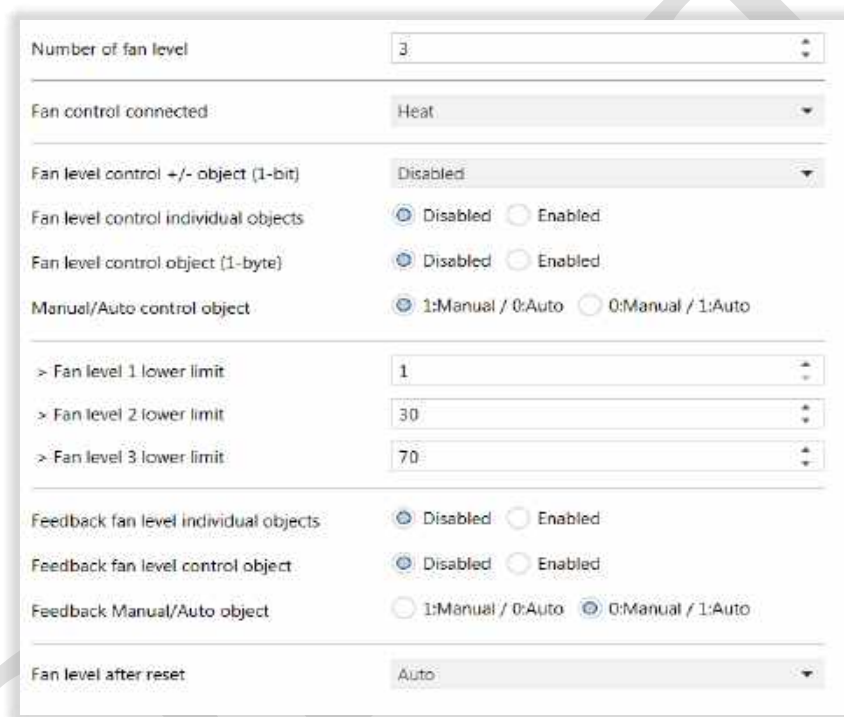 Number of fan level 3
Fan control connected Heat
Fan level control +/- object (1-bit) Disabled
Fan level control individual objects Disabled Enabled
Fan level control object (1-byte) Disabled Enabled
Manual/Auto control object 1:Manual / 0:Auto 0:Manual / 1:Auto
> Fan level 1 lower limit 1
> Fan level 2 lower limit 30
> Fan level 3 lower limit 70
Feedback fan level individual objects Disabled Enabled
Feedback fan level control object Disabled Enabled
Feedback Manual/Auto object 1:Manual / 0:Auto 0:Manual / 1:Auto
Fan level after reset Auto